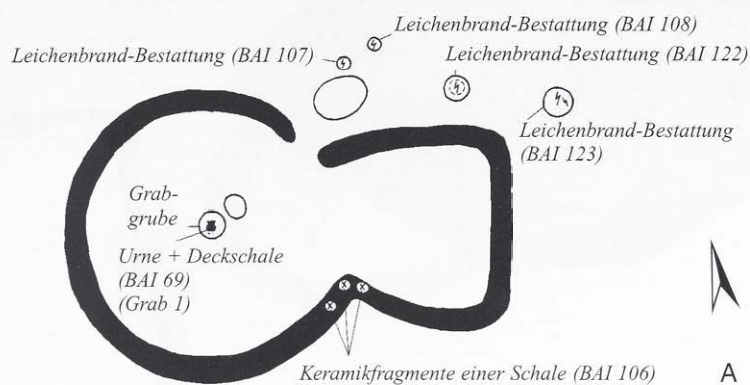 Leichenbrand-Bestattung (BAI 108)
Leichenbrand-Bestattung (BAI 107)
Leichenbrand-Bestattung (BAI 122)
Leichenbrand-Bestattung
(BAI 123)
Grab-
grube
Urne + Deckschale
(BAI 69)
(Grab 1)
Keramikfragmente einer Schale (BAI 106)
A